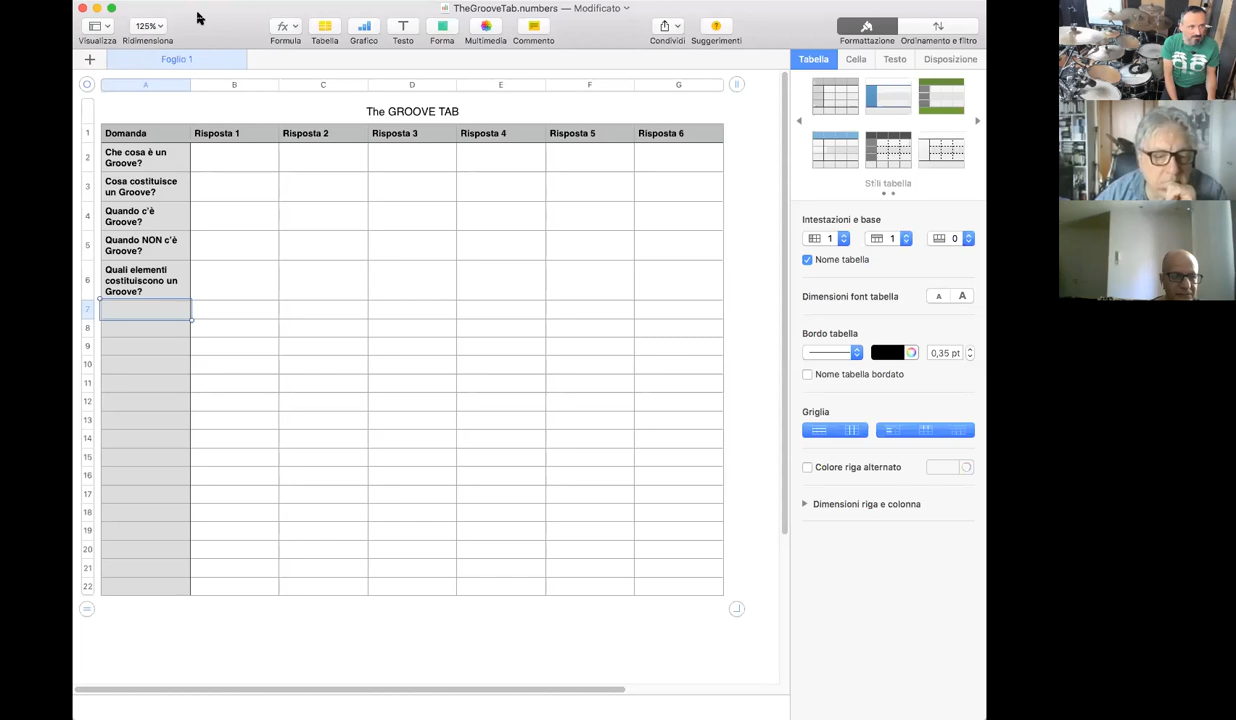 TheGrooveTab.numbers — Modificato
125%
Visualizza Ridimensiona Formula Tabella Grafico Testo Forma Multimedia Commento Condividi Suggerimenti Formattazione Ordinamento e filtro
+ Foglio 1
Tabella Cella Testo Disposizione
A B C D E F G
The GROOVE TAB
1 Domanda Risposta 1 Risposta 2 Risposta 3 Risposta 4 Risposta 5 Risposta 6
2 Che cosa è un
Groove?
3 Cosa costituisce
un Groove?
4 Quando c'è
Groove?
5 Quando NON c'è
Groove?
6 Quali elementi
costituiscono un
Groove?
7
8
9
10
11
12
13
14
15
16
17
18
19
20
21
22
Stili tabella
Intestazioni e base
1 1 0
Nome tabella
Dimensioni font tabella A A
Bordo tabella
0,35 pt
Nome tabella bordato
Griglia
Colore riga alternato
Dimensioni riga e colonna